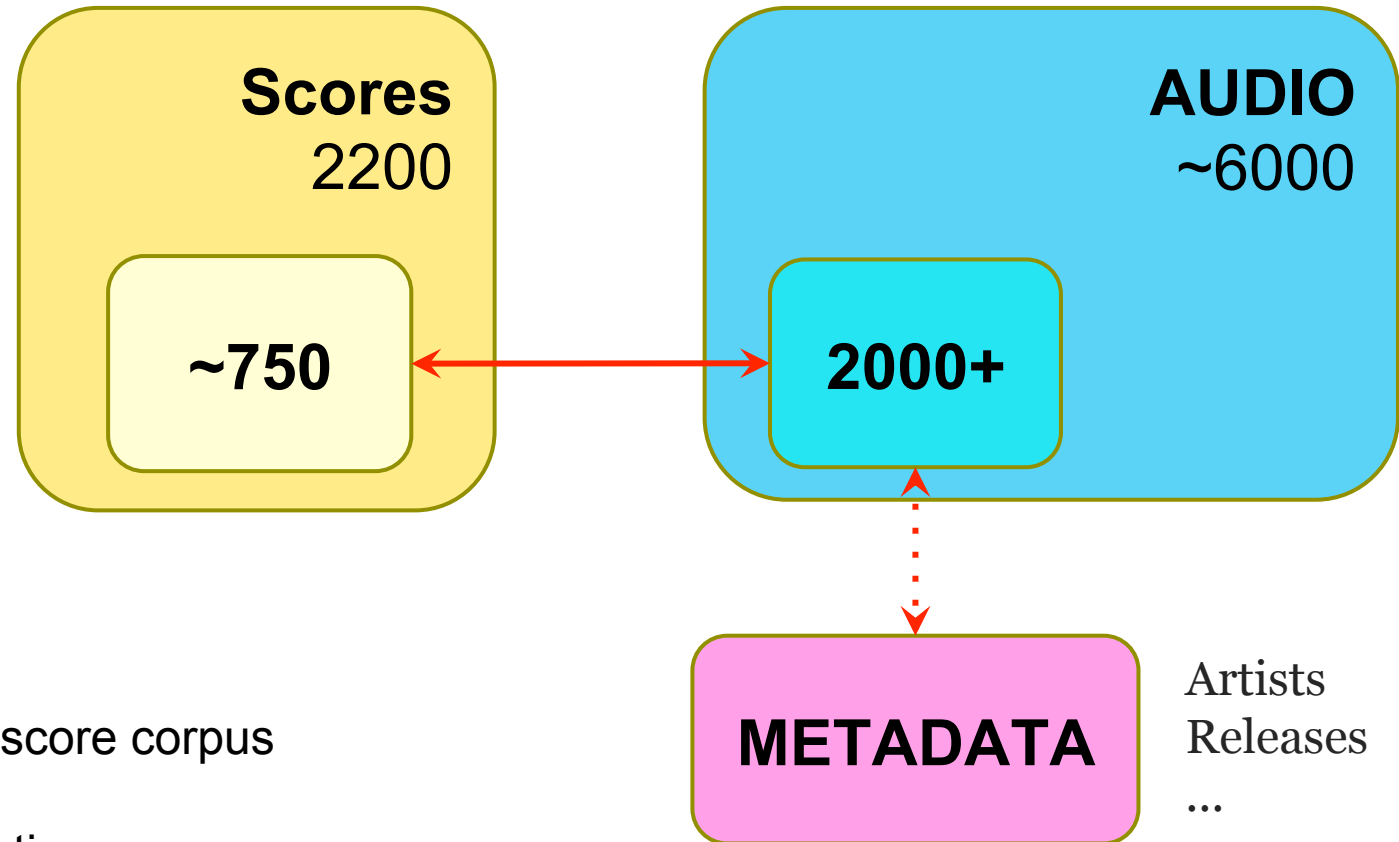 Scores
2200
AUDIO
~6000
~750
2000+
METADATA
Artists
Releases
...
score corpus